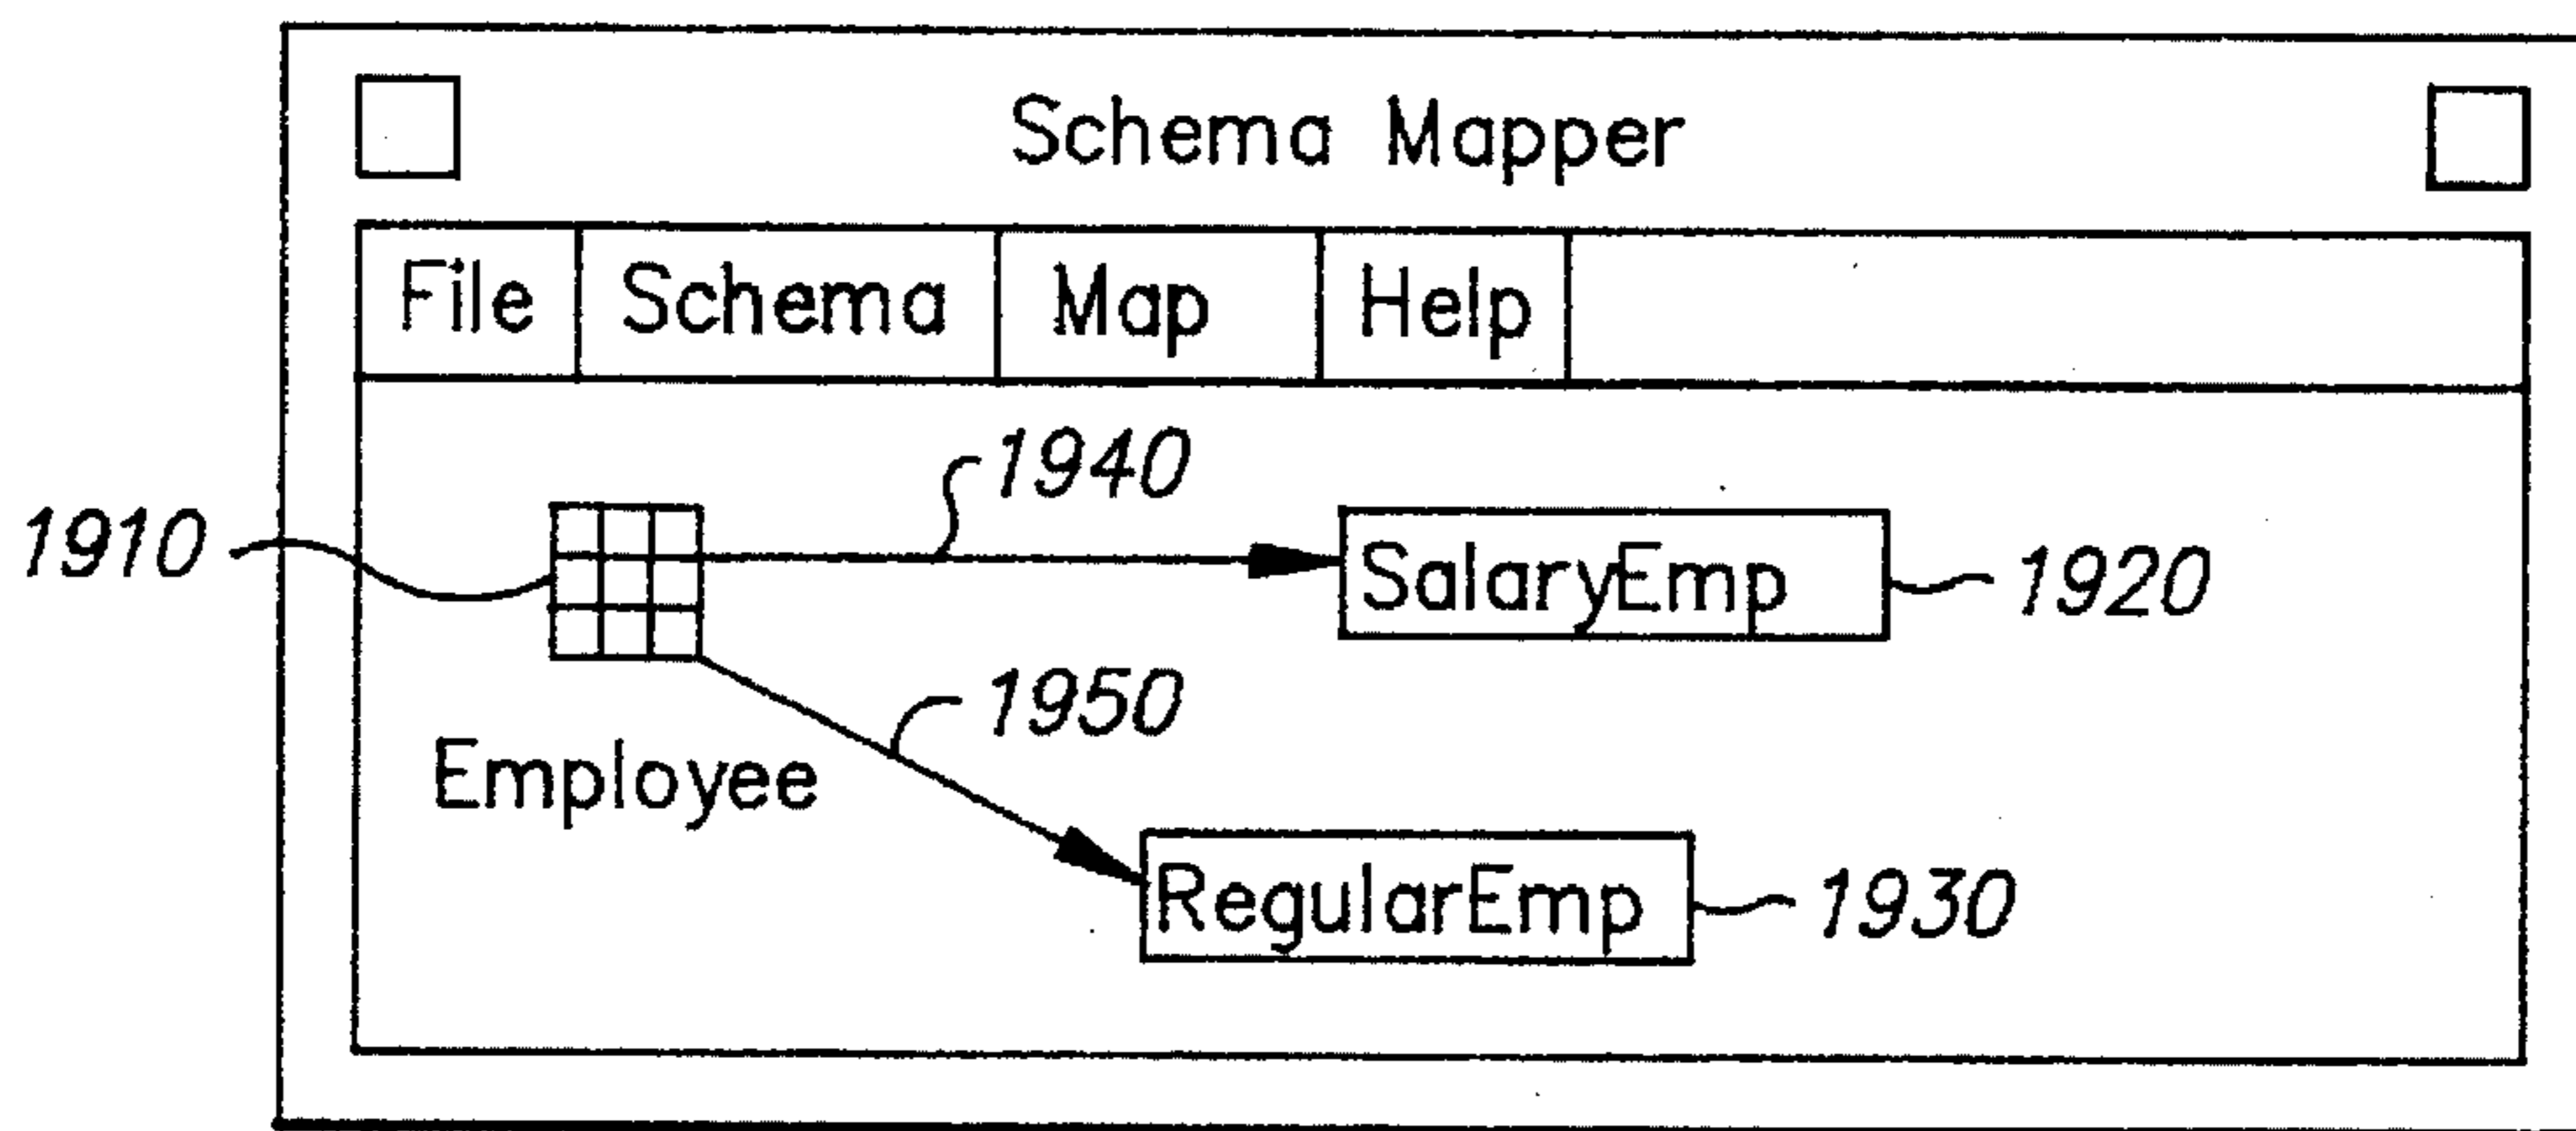 Schema Mapper
File Schema Map Help
1940
1910
SalaryEmp 1920
1950
Employee
RegularEmp 1930